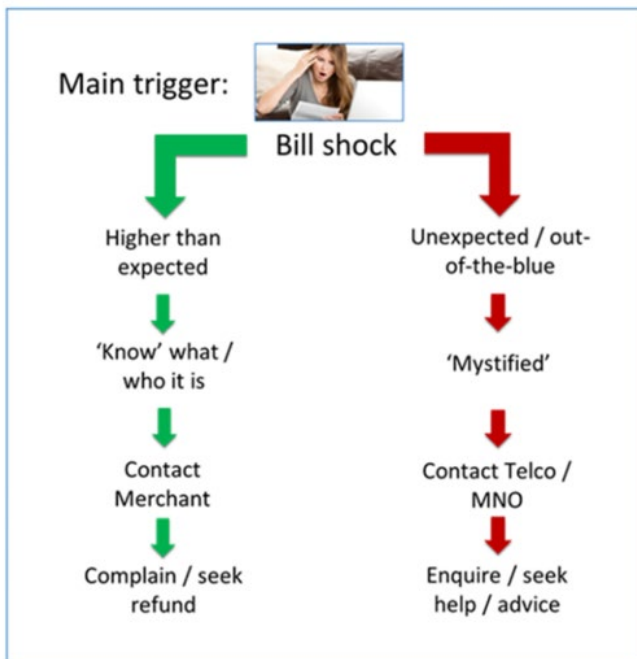 Main trigger:
Bill shock
Higher than
expected
‘Know’ what /
who it is
Contact
Merchant
Complain / seek
refund
Unexpected / out-
of-the-blue
‘Mystified’
Contact Telco /
MNO
Enquire / seek
help / advice